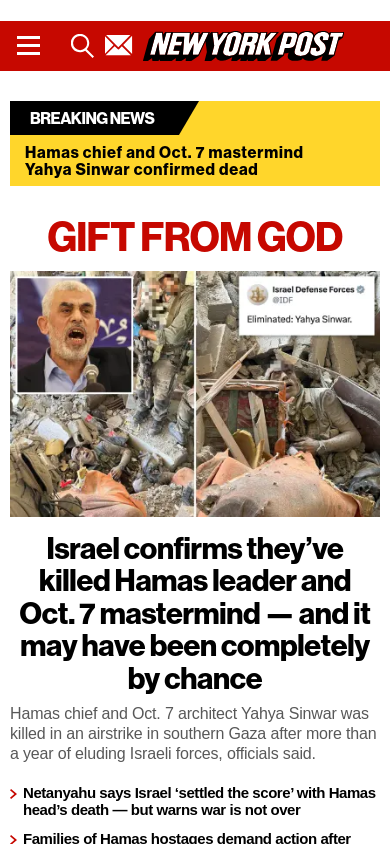 NEW YORK POST
BREAKING NEWS
Hamas chief and Oct. 7 mastermind
Yahya Sinwar confirmed dead
GIFT FROM GOD
Israel Defense Forces
@IDF
Eliminated: Yahya Sinwar.
Israel confirms they’ve
killed Hamas leader and
Oct. 7 mastermind — and it
may have been completely
by chance
Hamas chief and Oct. 7 architect Yahya Sinwar was
killed in an airstrike in southern Gaza after more than
a year of eluding Israeli forces, officials said.
Netanyahu says Israel ‘settled the score’ with Hamas
head’s death — but warns war is not over
Families of Hamas hostages demand action after